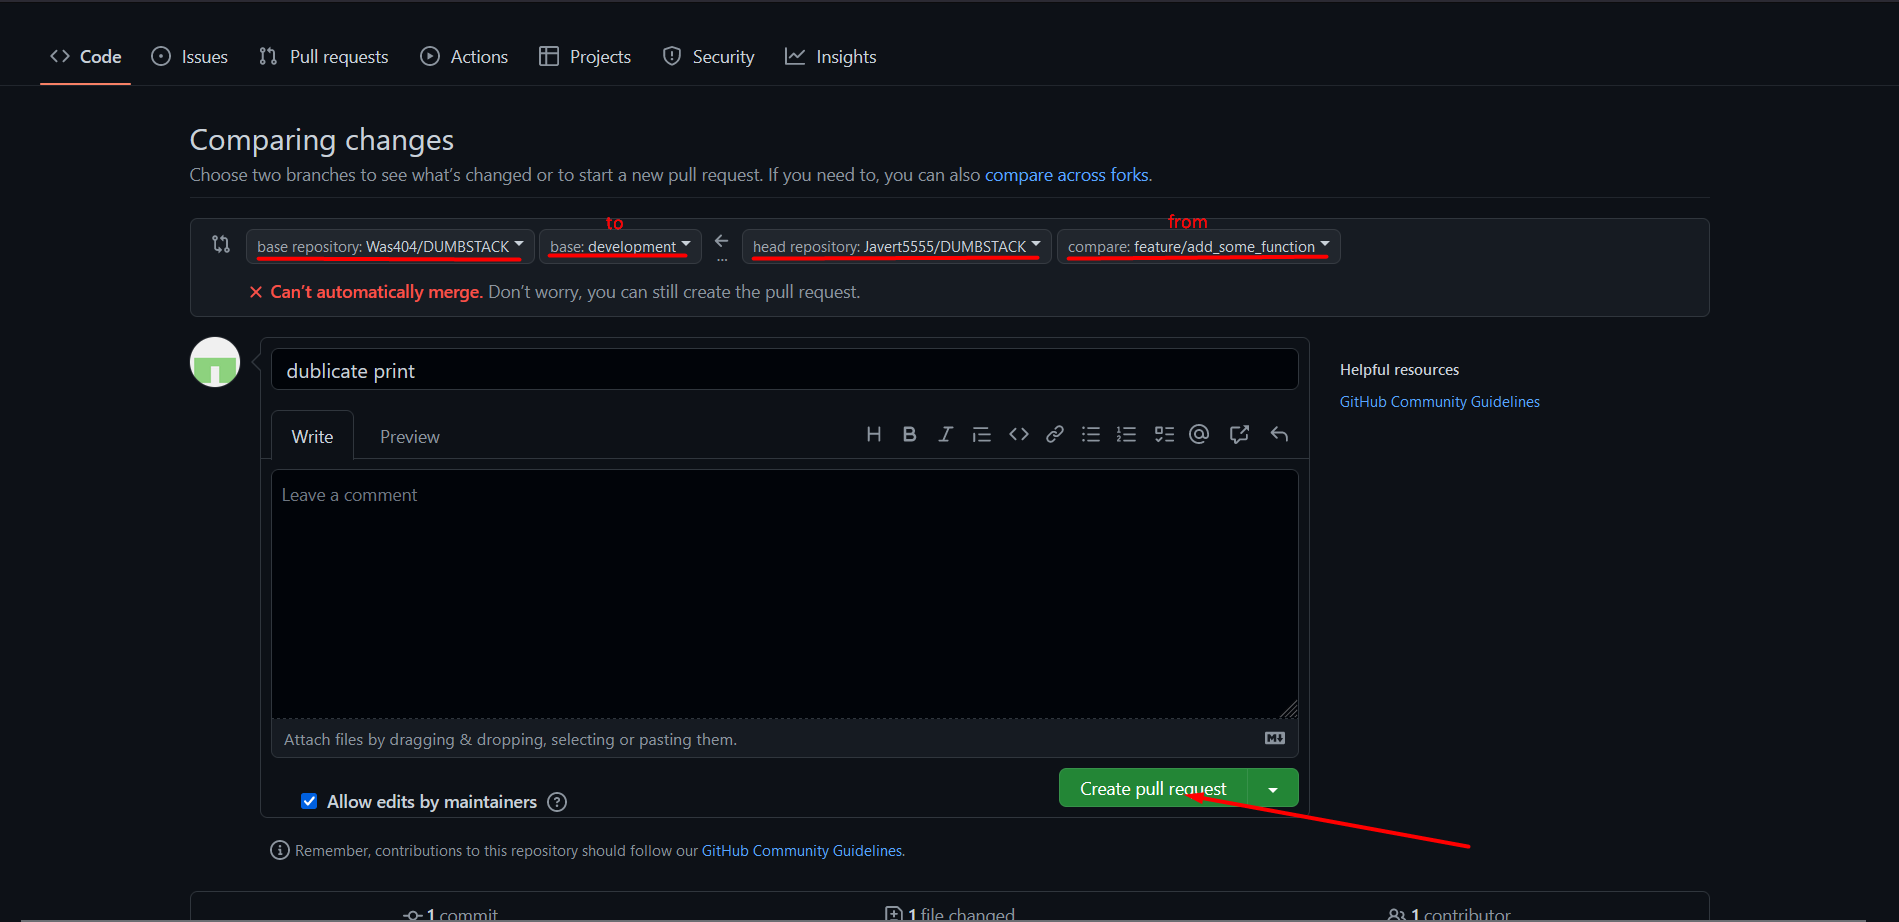 Code Issues Pull requests Actions Projects Security Insights
Comparing changes
Choose two branches to see what's changed or to start a new pull request. If you need to, you can also compare across forks.
to from
base repository: Was404/DUMBSTACK base: development ... head repository: Javert5555/DUMBSTACK compare: feature/add_some_function
Can't automatically merge. Don't worry, you can still create the pull request.
dublicate print
Helpful resources
GitHub Community Guidelines
Write Preview
Leave a comment
Attach files by dragging & dropping, selecting or pasting them.
Create pull request
Allow edits by maintainers
Remember, contributions to this repository should follow our GitHub Community Guidelines.
1 commit 1 file changed 1 contributor